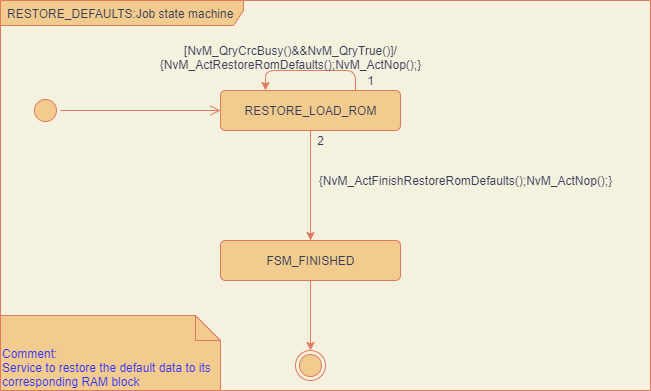 RESTORE_DEFAULTS:Job state machine
[NvM_QryCrcBusy()&&NvM_QryTrue()]/
{NvM_ActRestoreRomDefaults();NvM_ActNop();}
1
RESTORE_LOAD_ROM
2
{NvM_ActFinishRestoreRomDefaults();NvM_ActNop();}
FSM_FINISHED
Comment:
Service to restore the default data to its
corresponding RAM block